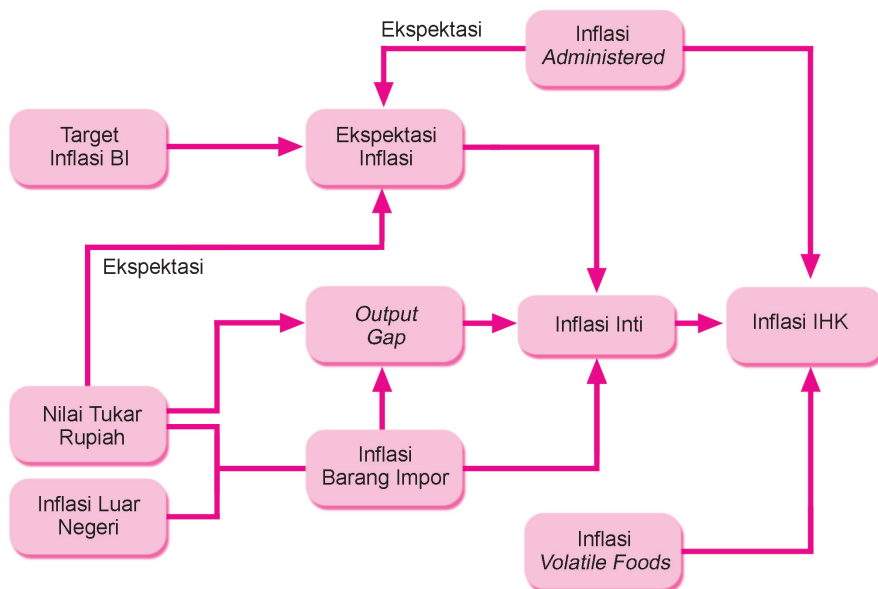 Ekspektasi
Inflasi
Administered
Target
Inflasi BI
Ekspektasi
Inflasi
Ekspektasi
Output
Gap
Inflasi Inti
Inflasi IHK
Nilai Tukar
Rupiah
Inflasi
Barang Impor
Inflasi Luar
Negeri
Inflasi
Volatile Foods